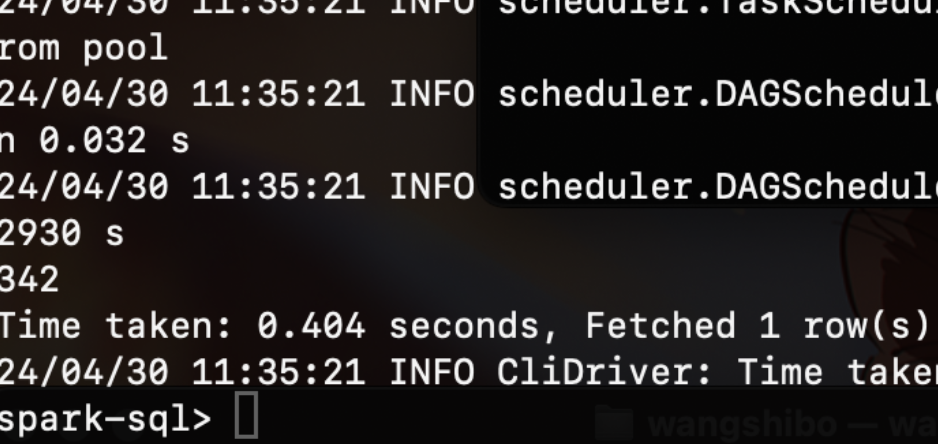 24/04/30 11:35:21 INFO scheduler.TaskSchedul
rom pool
24/04/30 11:35:21 INFO scheduler.DAGSchedul
n 0.032 s
24/04/30 11:35:21 INFO scheduler.DAGSchedul
2930 s
342
Time taken: 0.404 seconds, Fetched 1 row(s)
24/04/30 11:35:21 INFO CliDriver: Time taken
spark-sql>
wangshibo — wa